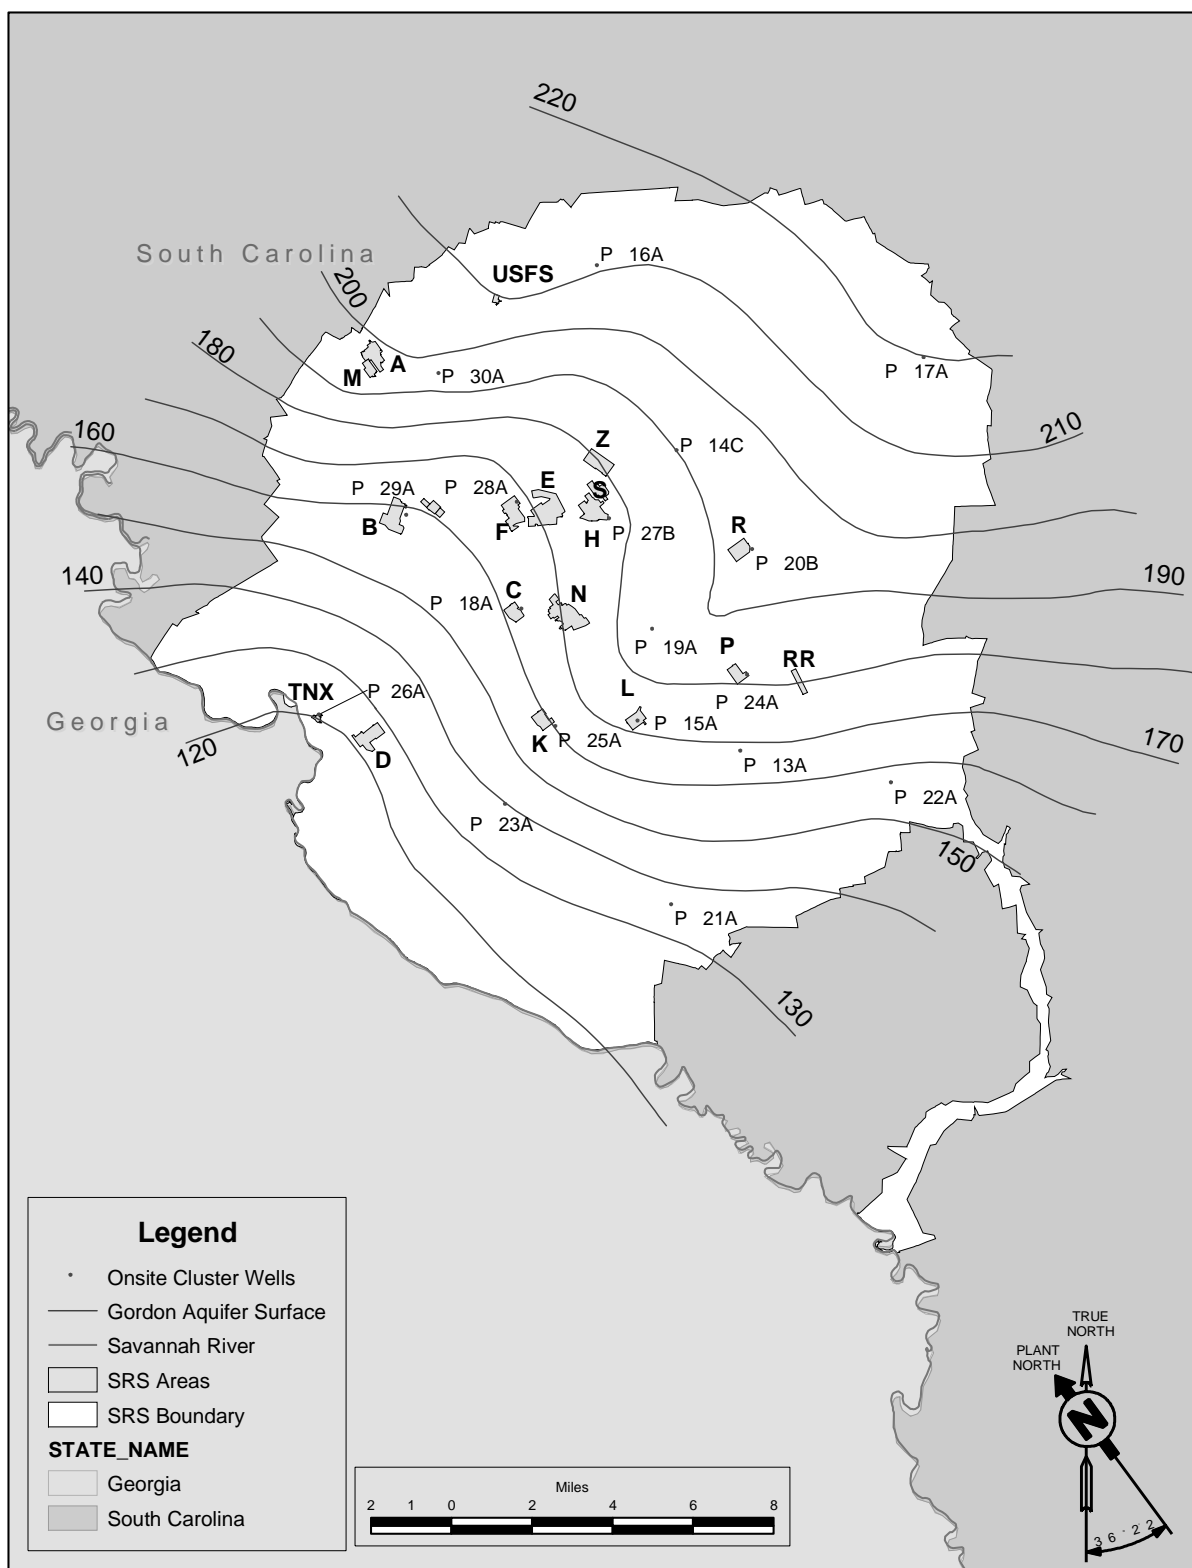 220
South Carolina
P 16A
USFS
200
180
A
M
P 30A
P 17A
210
160
Z
P 14C
P 29A
P 28A
E
S
B
F
H
P 27B
R
P 20B
190
140
P 18A
C
N
P 19A
P
RR
TNX
P 26A
L
P 24A
Georgia
P 15A
120
D
K
P 25A
P 13A
170
P 22A
P 23A
150
P 21A
130
Legend
Onsite Cluster Wells
Gordon Aquifer Surface
Savannah River
SRS Areas
SRS Boundary
STATE_NAME
Georgia
South Carolina
Miles
2 1 0 2 4 6 8
TRUE
NORTH
PLANT
NORTH
N
36°22'